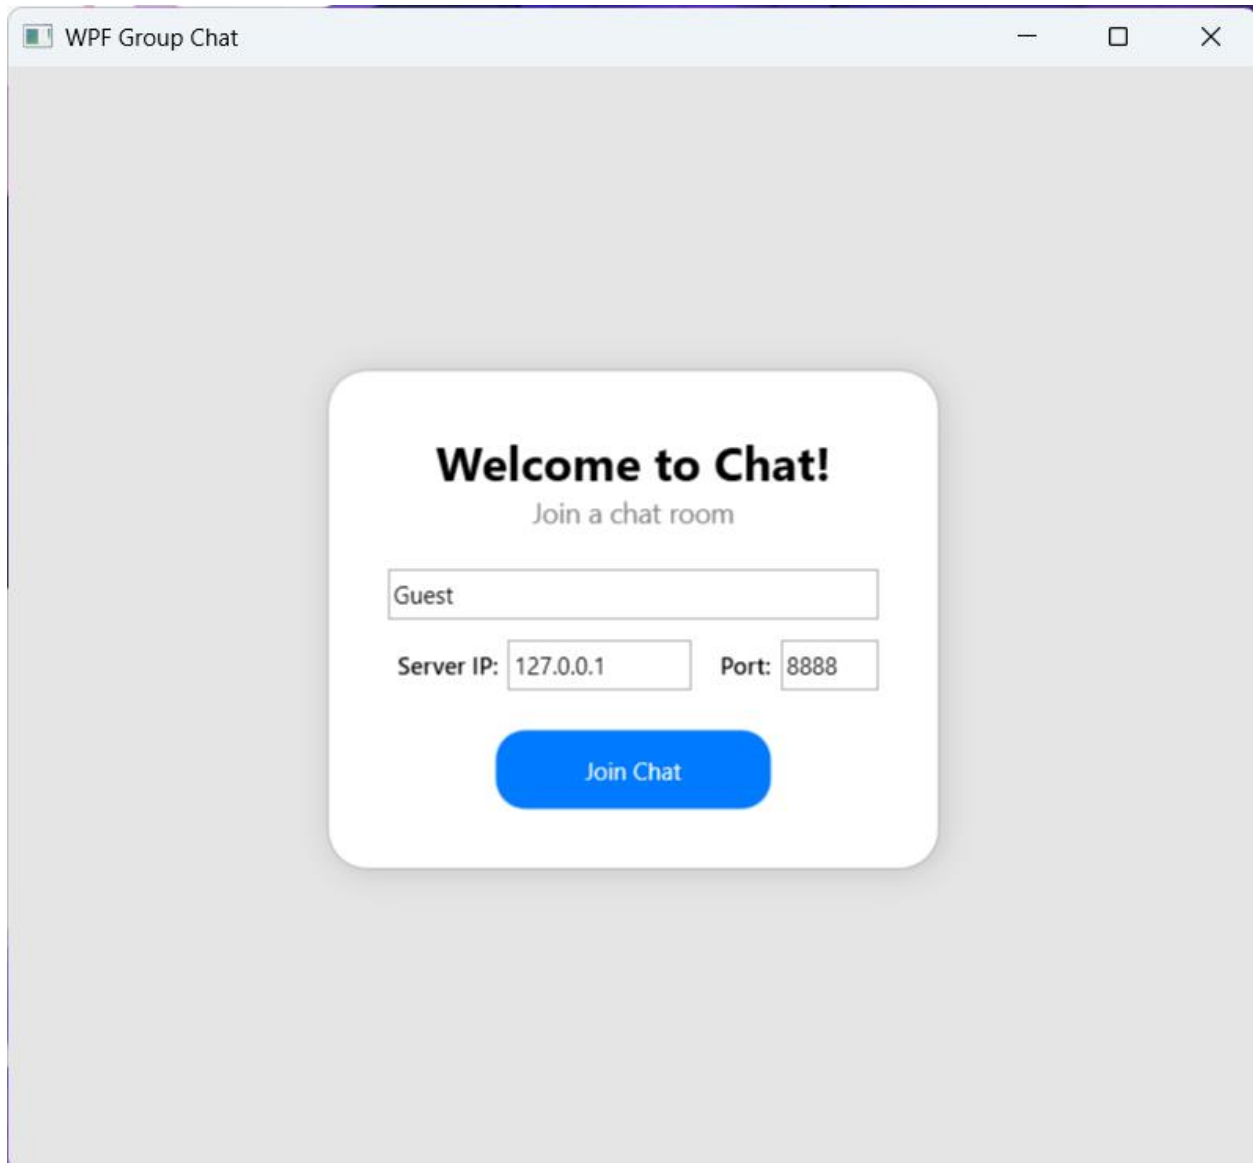 WPF Group Chat
Welcome to Chat!
Join a chat room
Guest
Server IP: 127.0.0.1 Port: 8888
Join Chat